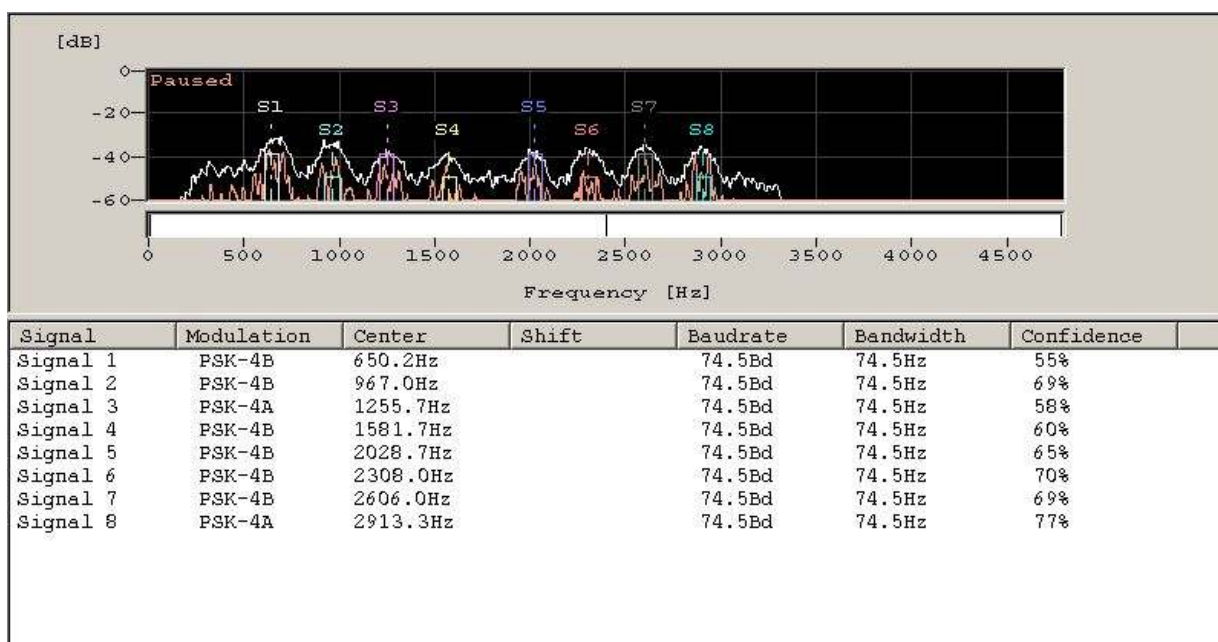 [dB]
0
Paused
S1 S3 S5 S7
-20
S2 S4 S6 S8
-40
-60
0 500 1000 1500 2000 2500 3000 3500 4000 4500
Frequency [Hz]
Signal Modulation Center Shift Baudrate Bandwidth Confidence
Signal 1 PSK-4B 650.2Hz 74.5Bd 74.5Hz 55%
Signal 2 PSK-4B 967.0Hz 74.5Bd 74.5Hz 69%
Signal 3 PSK-4A 1255.7Hz 74.5Bd 74.5Hz 58%
Signal 4 PSK-4B 1581.7Hz 74.5Bd 74.5Hz 60%
Signal 5 PSK-4B 2028.7Hz 74.5Bd 74.5Hz 65%
Signal 6 PSK-4B 2308.0Hz 74.5Bd 74.5Hz 70%
Signal 7 PSK-4B 2606.0Hz 74.5Bd 74.5Hz 69%
Signal 8 PSK-4A 2913.3Hz 74.5Bd 74.5Hz 77%